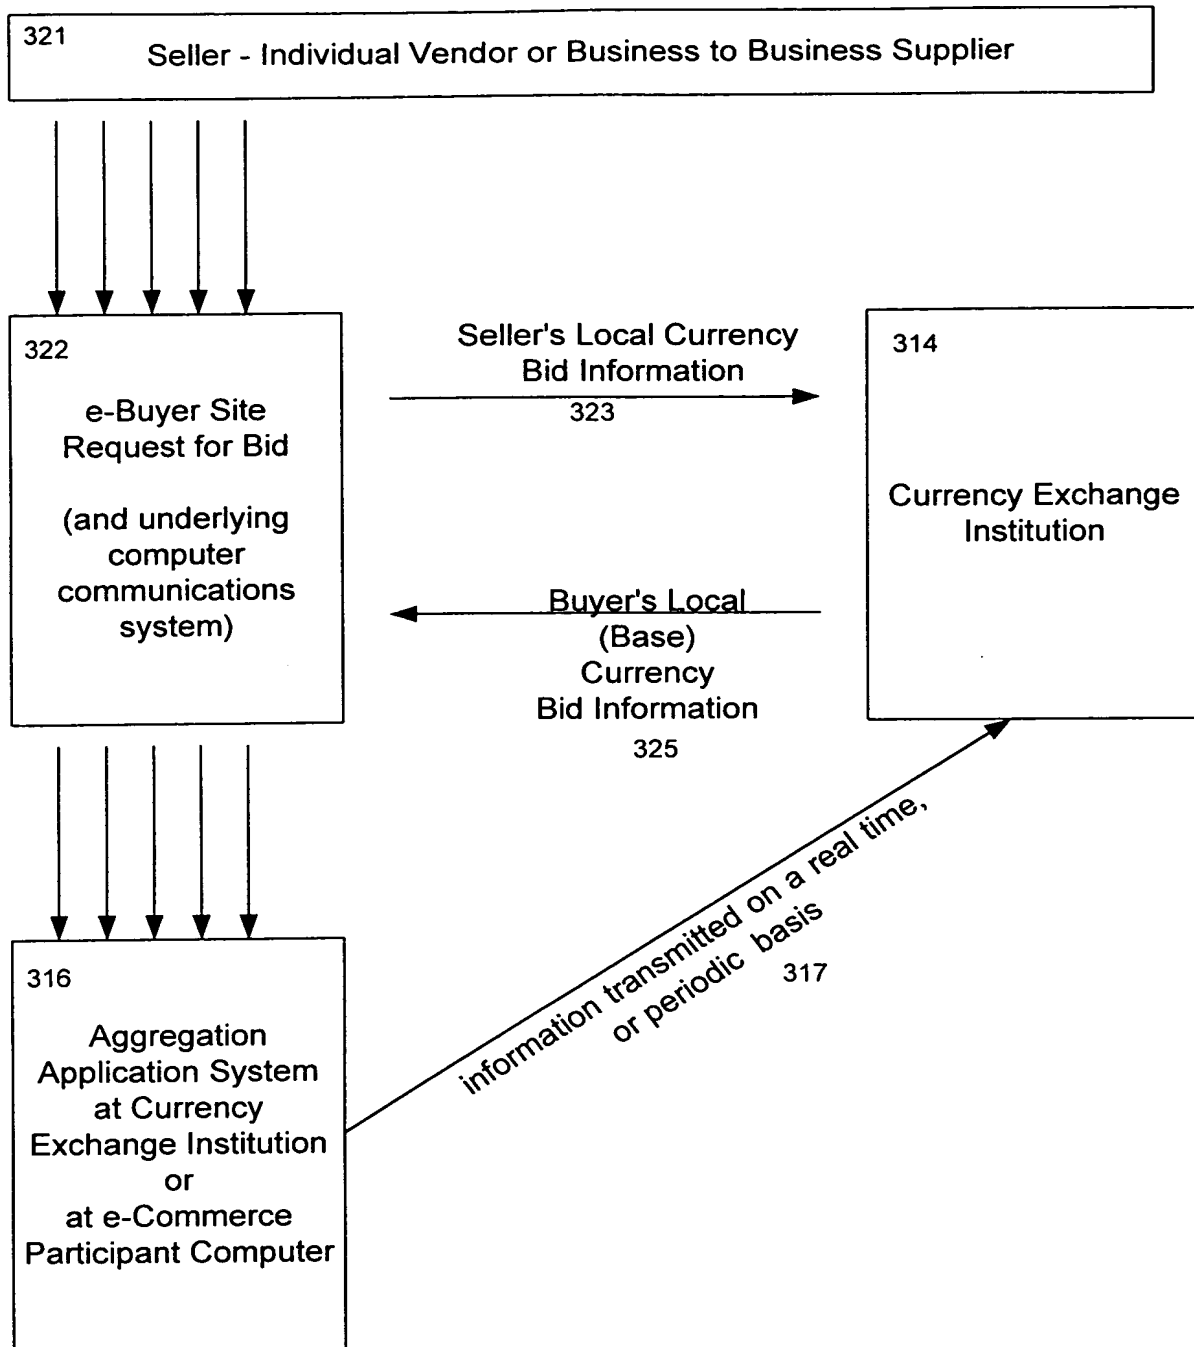 321
Seller - Individual Vendor or Business to Business Supplier
322
e-Buyer Site
Request for Bid
(and underlying
computer
communications
system)
Seller's Local Currency
Bid Information
323
314
Currency Exchange
Institution
Buyer's Local
(Base)
Currency
Bid Information
325
information transmitted on a real time,
or periodic basis
317
316
Aggregation
Application System
at Currency
Exchange Institution
or
at e-Commerce
Participant Computer